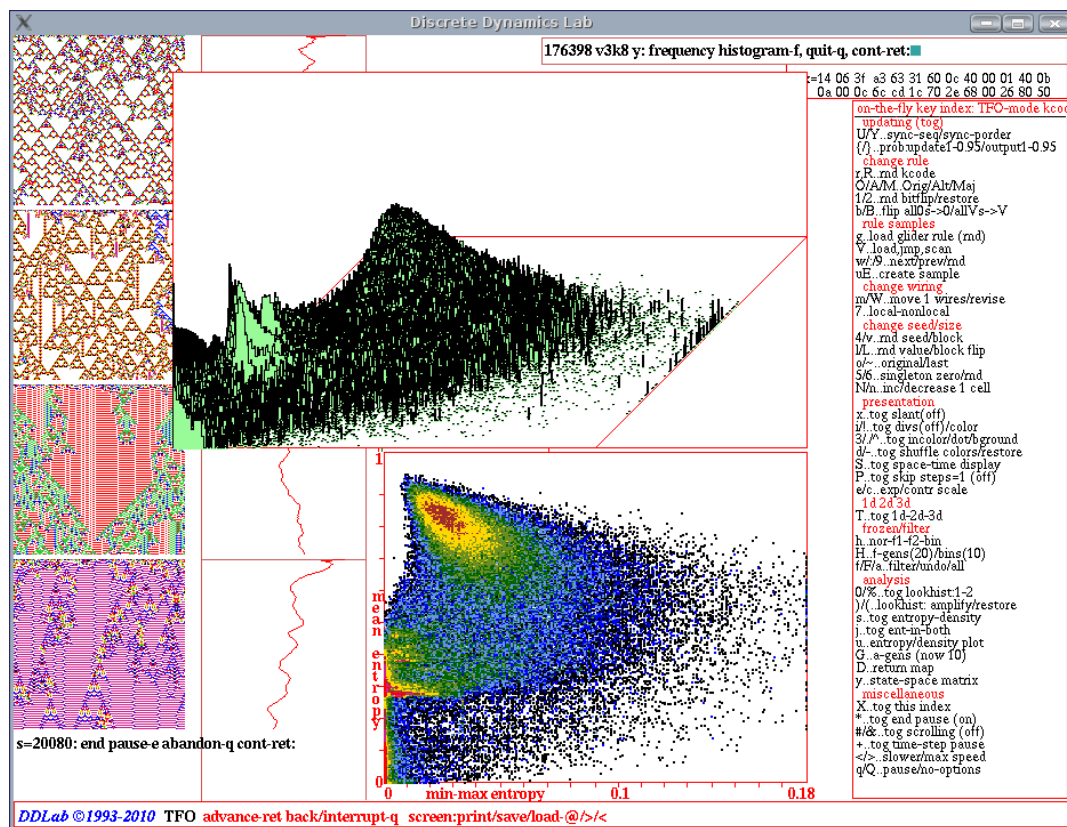 Discrete Dynamics Lab
176398 v3k8 y: frequency histogram-f, quit-q, cont-ret:
=14 06 3f a3 63 31 60 0c 40 00 01 40 0b
0a 00 0c 6c cd 1c 70 2e 68 00 26 80 50
on-the-fly key index: TFO-mode kcod
updating (tog)
U/Y..sync-seq/sync-porder
{/}..prob:update1-0.95/output1-0.95
change rule
r,R..rnd kcode
O/A/M..Orig/Alt/Maj
1/2..rnd bitflip/restore
b/B..flip all0s->0/allVs->V
rule samples
g..load glider rule (rnd)
V..load,jmp,scan
w/:/9..next/prev/rnd
uE..create sample
change wiring
m/W..move 1 wires/revise
7..local-nonlocal
change seed/size
4/v..rnd seed/block
l/L..rnd value/block flip
o/~..original/last
5/6..singleton zero/rnd
N/n..inc/decrease 1 cell
presentation
x..tog slant(off)
i/!..tog divs(off)/color
3/./^..tog incolor/dot/bground
d/-..tog shuffle colors/restore
S..tog space-time display
P..tog skip steps=1 (off)
e/c..exp/contr scale
1d 2d 3d
T..tog 1d-2d-3d
frozen/filter
h..nor-f1-f2-bin
H..f-gens(20)/bins(10)
f/F/a..filter/undo/all
analysis
0/%..tog lookhist:1-2
)/(..lookhist: amplify/restore
s..tog entropy-density
j..tog ent-in-both
u..entropy/density plot
G..a-gens (now 10)
D..return map
y..state-space matrix
miscellaneous
X..tog this index
*..tog end pause (on)
#/&..tog scrolling (off)
+..tog time-step pause
</>..slower/max speed
q/Q..pause/no-options
1
mean entropy
0
0 min-max entropy 0.1 0.18
s=20080: end pause-e abandon-q cont-ret:
DDLab ©1993-2010 TFO advance-ret back/interrupt-q screen:print/save/load-@/>/<